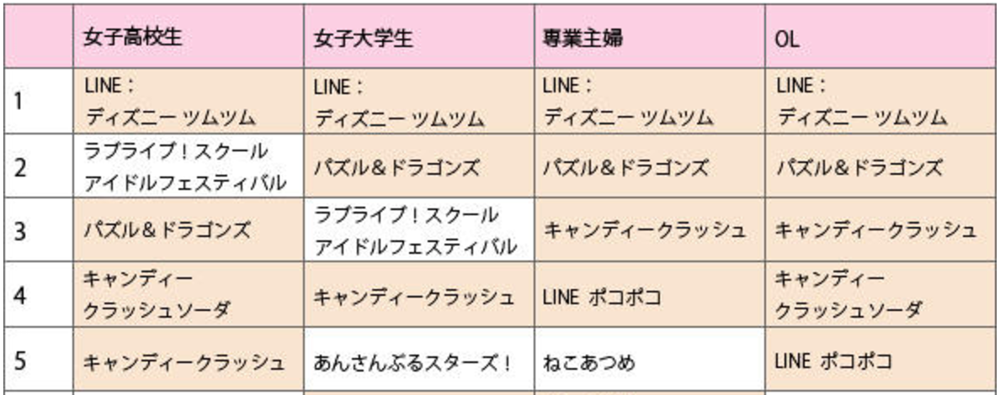 女子高校生 女子大学生 専業主婦 OL
1 LINE： LINE： LINE： LINE：
ディズニー ツムツム ディズニー ツムツム ディズニー ツムツム ディズニー ツムツム
2 ラブライブ！スクール パズル＆ドラゴンズ パズル＆ドラゴンズ パズル＆ドラゴンズ
アイドルフェスティバル
3 パズル＆ドラゴンズ ラブライブ！スクール キャンディークラッシュ キャンディークラッシュ
アイドルフェスティバル
4 キャンディー キャンディークラッシュ LINE ポコポコ キャンディー
クラッシュソーダ クラッシュソーダ
5 キャンディークラッシュ あんさんぶるスターズ！ ねこあつめ LINE ポコポコ